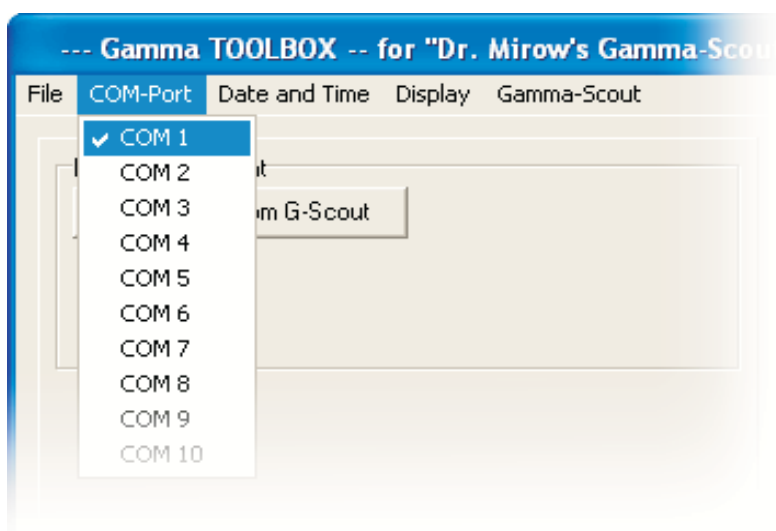 --- Gamma TOOLBOX -- for "Dr. Mirow's Gamma-Scou
File COM-Port Date and Time Display Gamma-Scout
COM 1
COM 2
COM 3
om G-Scout
COM 4
COM 5
COM 6
COM 7
COM 8
COM 9
COM 10